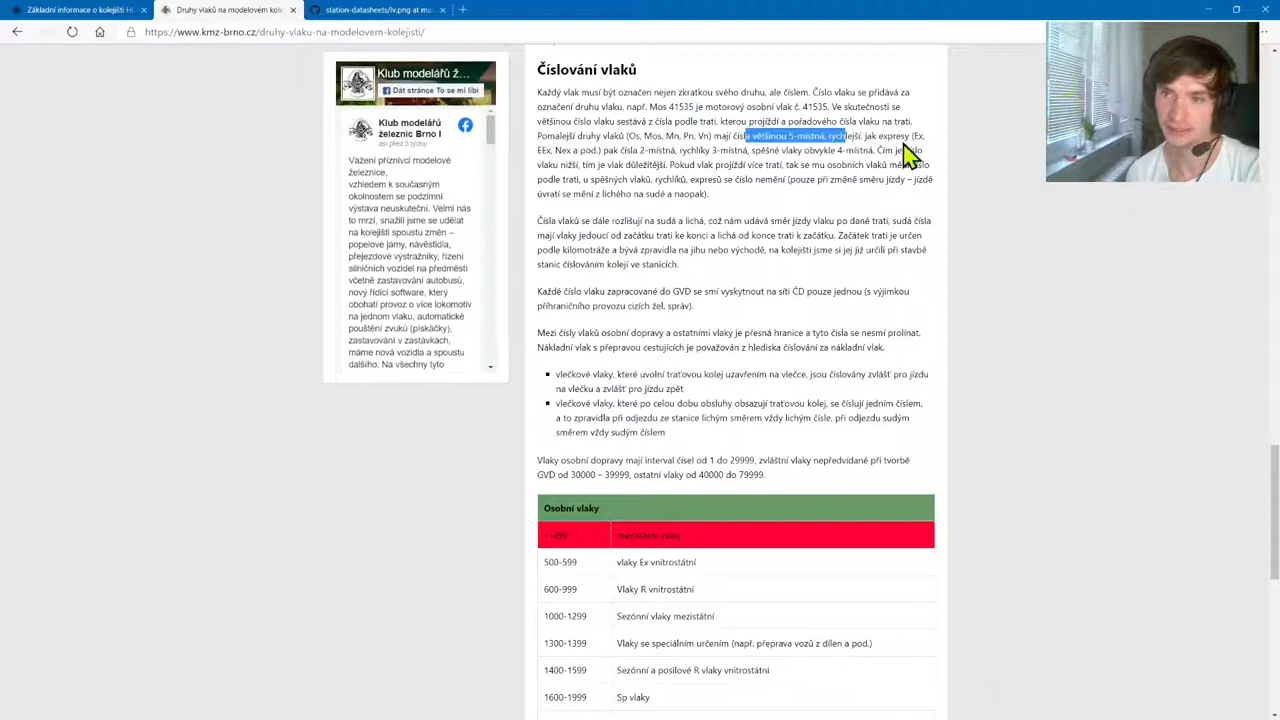 Základní informace o kolejišti H
Druhy vlaků na modelovém kole
station-datasheets/lv.png at ma
https://www.kmz-brno.cz/druhy-vlaku-na-modelovem-kolejisti/
Klub modelářů ž...
Dát stránce To se mi líbí
Klub modelářů
železnic Brno I
asi před 3 týdny
Vážení příznivci modelové
železnice,
vzhledem k současným
okolnostem se podzimní
výstava neuskuteční. Velmi nás
to mrzí, snažili jsme se udělat
na kolejišti spoustu změn –
popelové jámy, návěstidla,
přejezdové výstražníky, řízení
silničních vozidel na předměstí
včetně zastavování autobusů,
nový řídicí software, který
obohatí provoz o více lokomotiv
na jednom vlaku, automatické
pouštění zvuků (pískačky),
zastavování v zastávkách,
máme nová vozidla a spoustu
dalšího. Na všechny tyto
Číslování vlaků
Každý vlak musí být označen nejen zkratkou svého druhu, ale číslem. Číslo vlaku se přidává za
označení druhu vlaku, např. Mos 41535 je motorový osobní vlak č. 41535. Ve skutečnosti se
většinou číslo vlaku sestává z čísla podle trati, kterou projíždí a pořadového čísla vlaku na trati.
Pomalejší druhy vlaků (Os, Mos, Mn, Pn, Vn) mají čísla většinou 5-místná, rychlejší, jak expresy (Ex,
EEx, Nex a pod.) pak čísla 2-místná, rychlíky 3-místná, spěšné vlaky obvykle 4-místná. Čím je číslo
vlaku nižší, tím je vlak důležitější. Pokud vlak projíždí více tratí, tak se mu osobních vlaků
podle trati, u spěšných vlaků, rychlíků, expresů se číslo nemění (pouze při změně směru jízdy – jízdě
úvratí se mění z lichého na sudé a naopak).
Čísla vlaků se dále rozlišují na sudá a lichá, což nám udává směr jízdy vlaku po dané trati, sudá čísla
mají vlaky jedoucí od začátku trati ke konci a lichá od konce trati k začátku. Začátek trati je určen
podle kilometráže a bývá zpravidla na jihu nebo východě, na kolejišti jsme si jej již určili při stavbě
stanic číslováním kolejí ve stanicích.
Každé číslo vlaku zapracované do GVD se smí vyskytnout na síti ČD pouze jednou (s výjimkou
příhraničního provozu cizích žel. správ).
Mezi čísly vlaků osobní dopravy a ostatními vlaky je přesná hranice a tyto čísla se nesmí prolínat.
Nákladní vlak s přepravou cestujících je považován z hlediska číslování za nákladní vlak.
vlečkové vlaky, které uvolní traťovou kolej uzavřením na vlečce, jsou číslovány zvlášť pro jízdu
na vlečku a zvlášť pro jízdu zpět
vlečkové vlaky, které po celou dobu obsluhy obsazují traťovou kolej, se číslují jedním číslem,
a to zpravidla při odjezdu ze stanice lichým směrem vždy lichým čísle, při odjezdu sudým
směrem vždy sudým číslem
Vlaky osobní dopravy mají interval čísel od 1 do 29999, zvláštní vlaky nepředvídané při tvorbě
GVD od 30000 – 39999, ostatní vlaky od 40000 do 79999.
Osobní vlaky
1-499 mezistátní vlaky
500-599 vlaky Ex vnitrostátní
600-999 Vlaky R vnitrostátní
1000-1299 Sezónní vlaky mezistátní
1300-1399 Vlaky se speciálním určením (např. přeprava vozů z dílen a pod.)
1400-1599 Sezónní a posilové R vlaky vnitrostátní
1600-1999 Sp vlaky